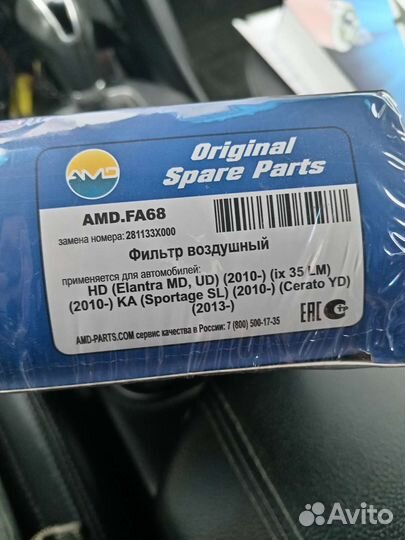 AMD
Original
Spare Parts
AMD.FA68
замена номера: 281133X000
Фильтр воздушный
применяется для автомобилей:
HD (Elantra MD, UD) (2010-) (ix 35 LM)
(2010-) KA (Sportage SL) (2010-) (Cerato YD)
(2013-)
AMD-PARTS.COM сервис качества в России: 7 (800) 500-17-35
EAC
Avito